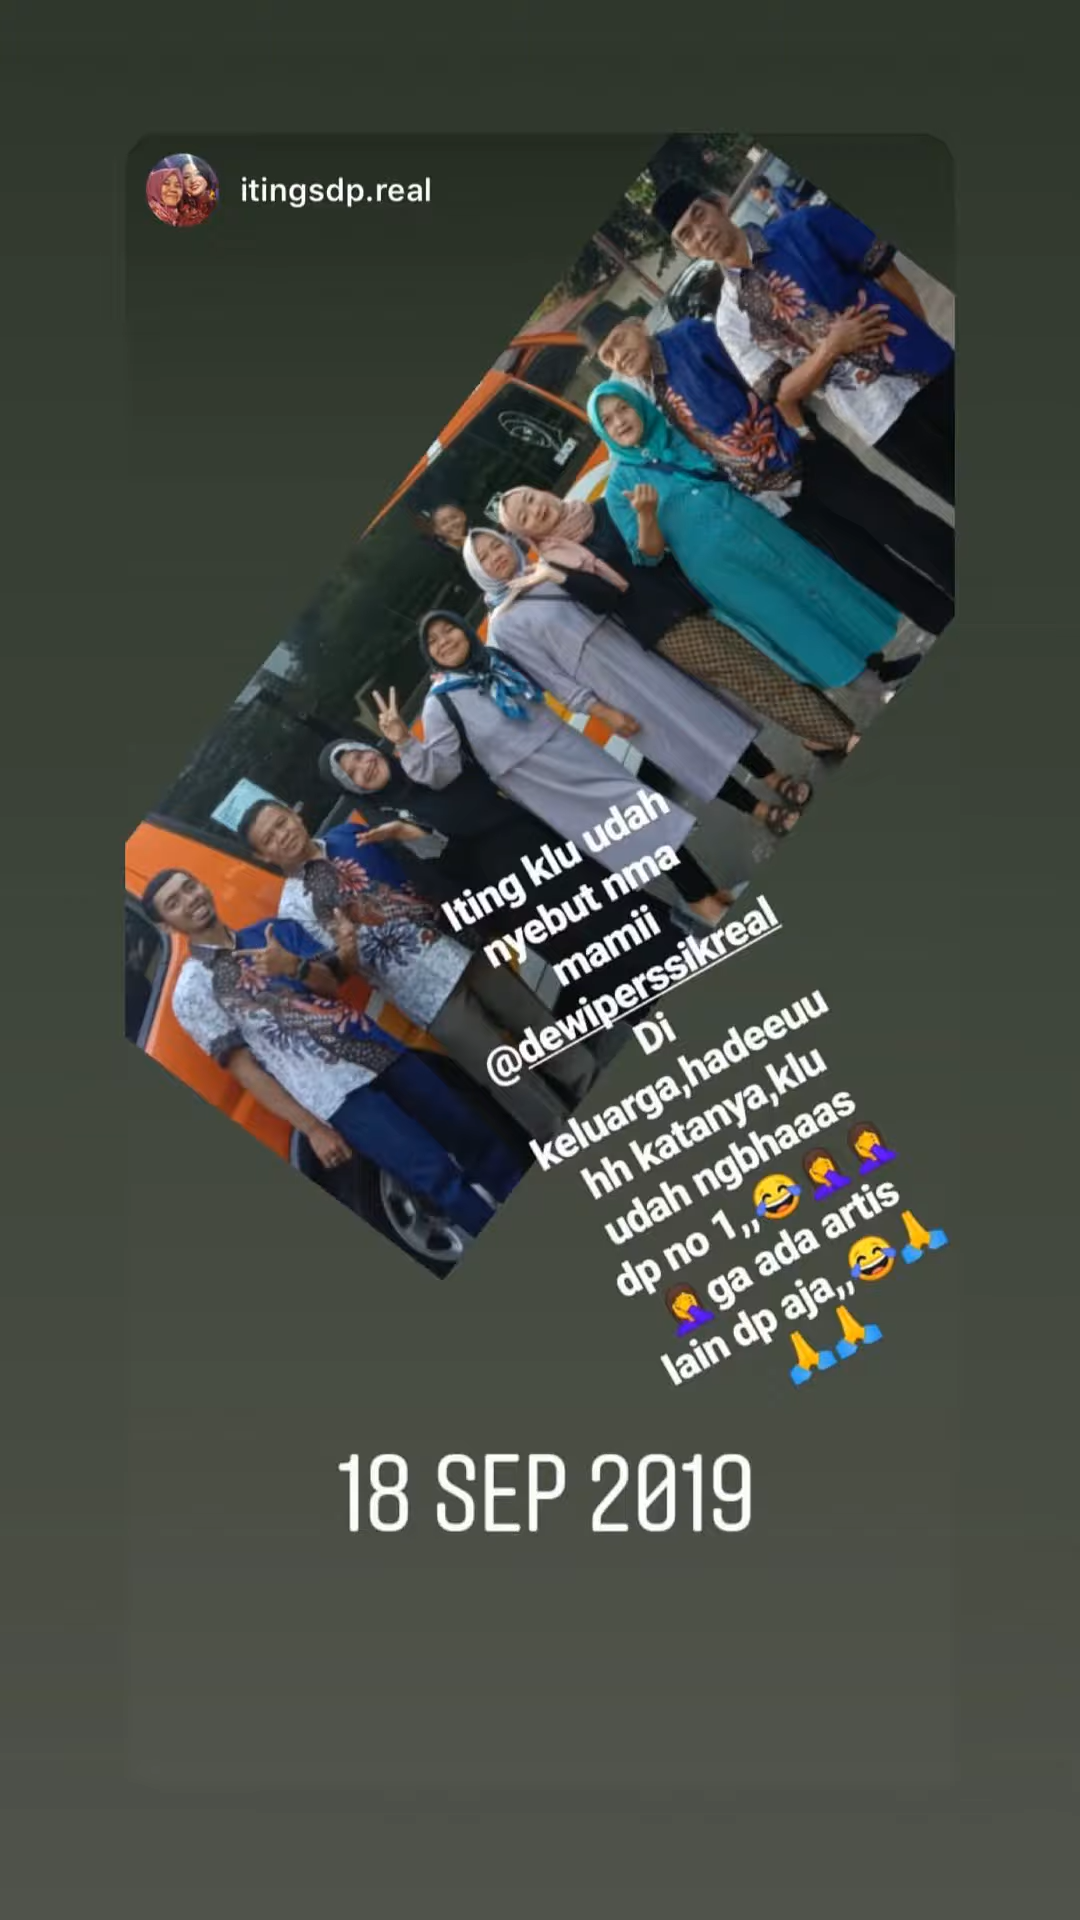 itingsdp.real
Iting klu udah
nyebut nma
mamii
@dewiperssikreal
Di
keluarga,hadeeuu
hh katanya,klu
udah ngbhaaas
dp no 1,,😂🤦‍♀️🤦‍♀️
🤦‍♀️ga ada artis
lain dp aja,,😂🙏
🙏🙏
18 SEP 2019